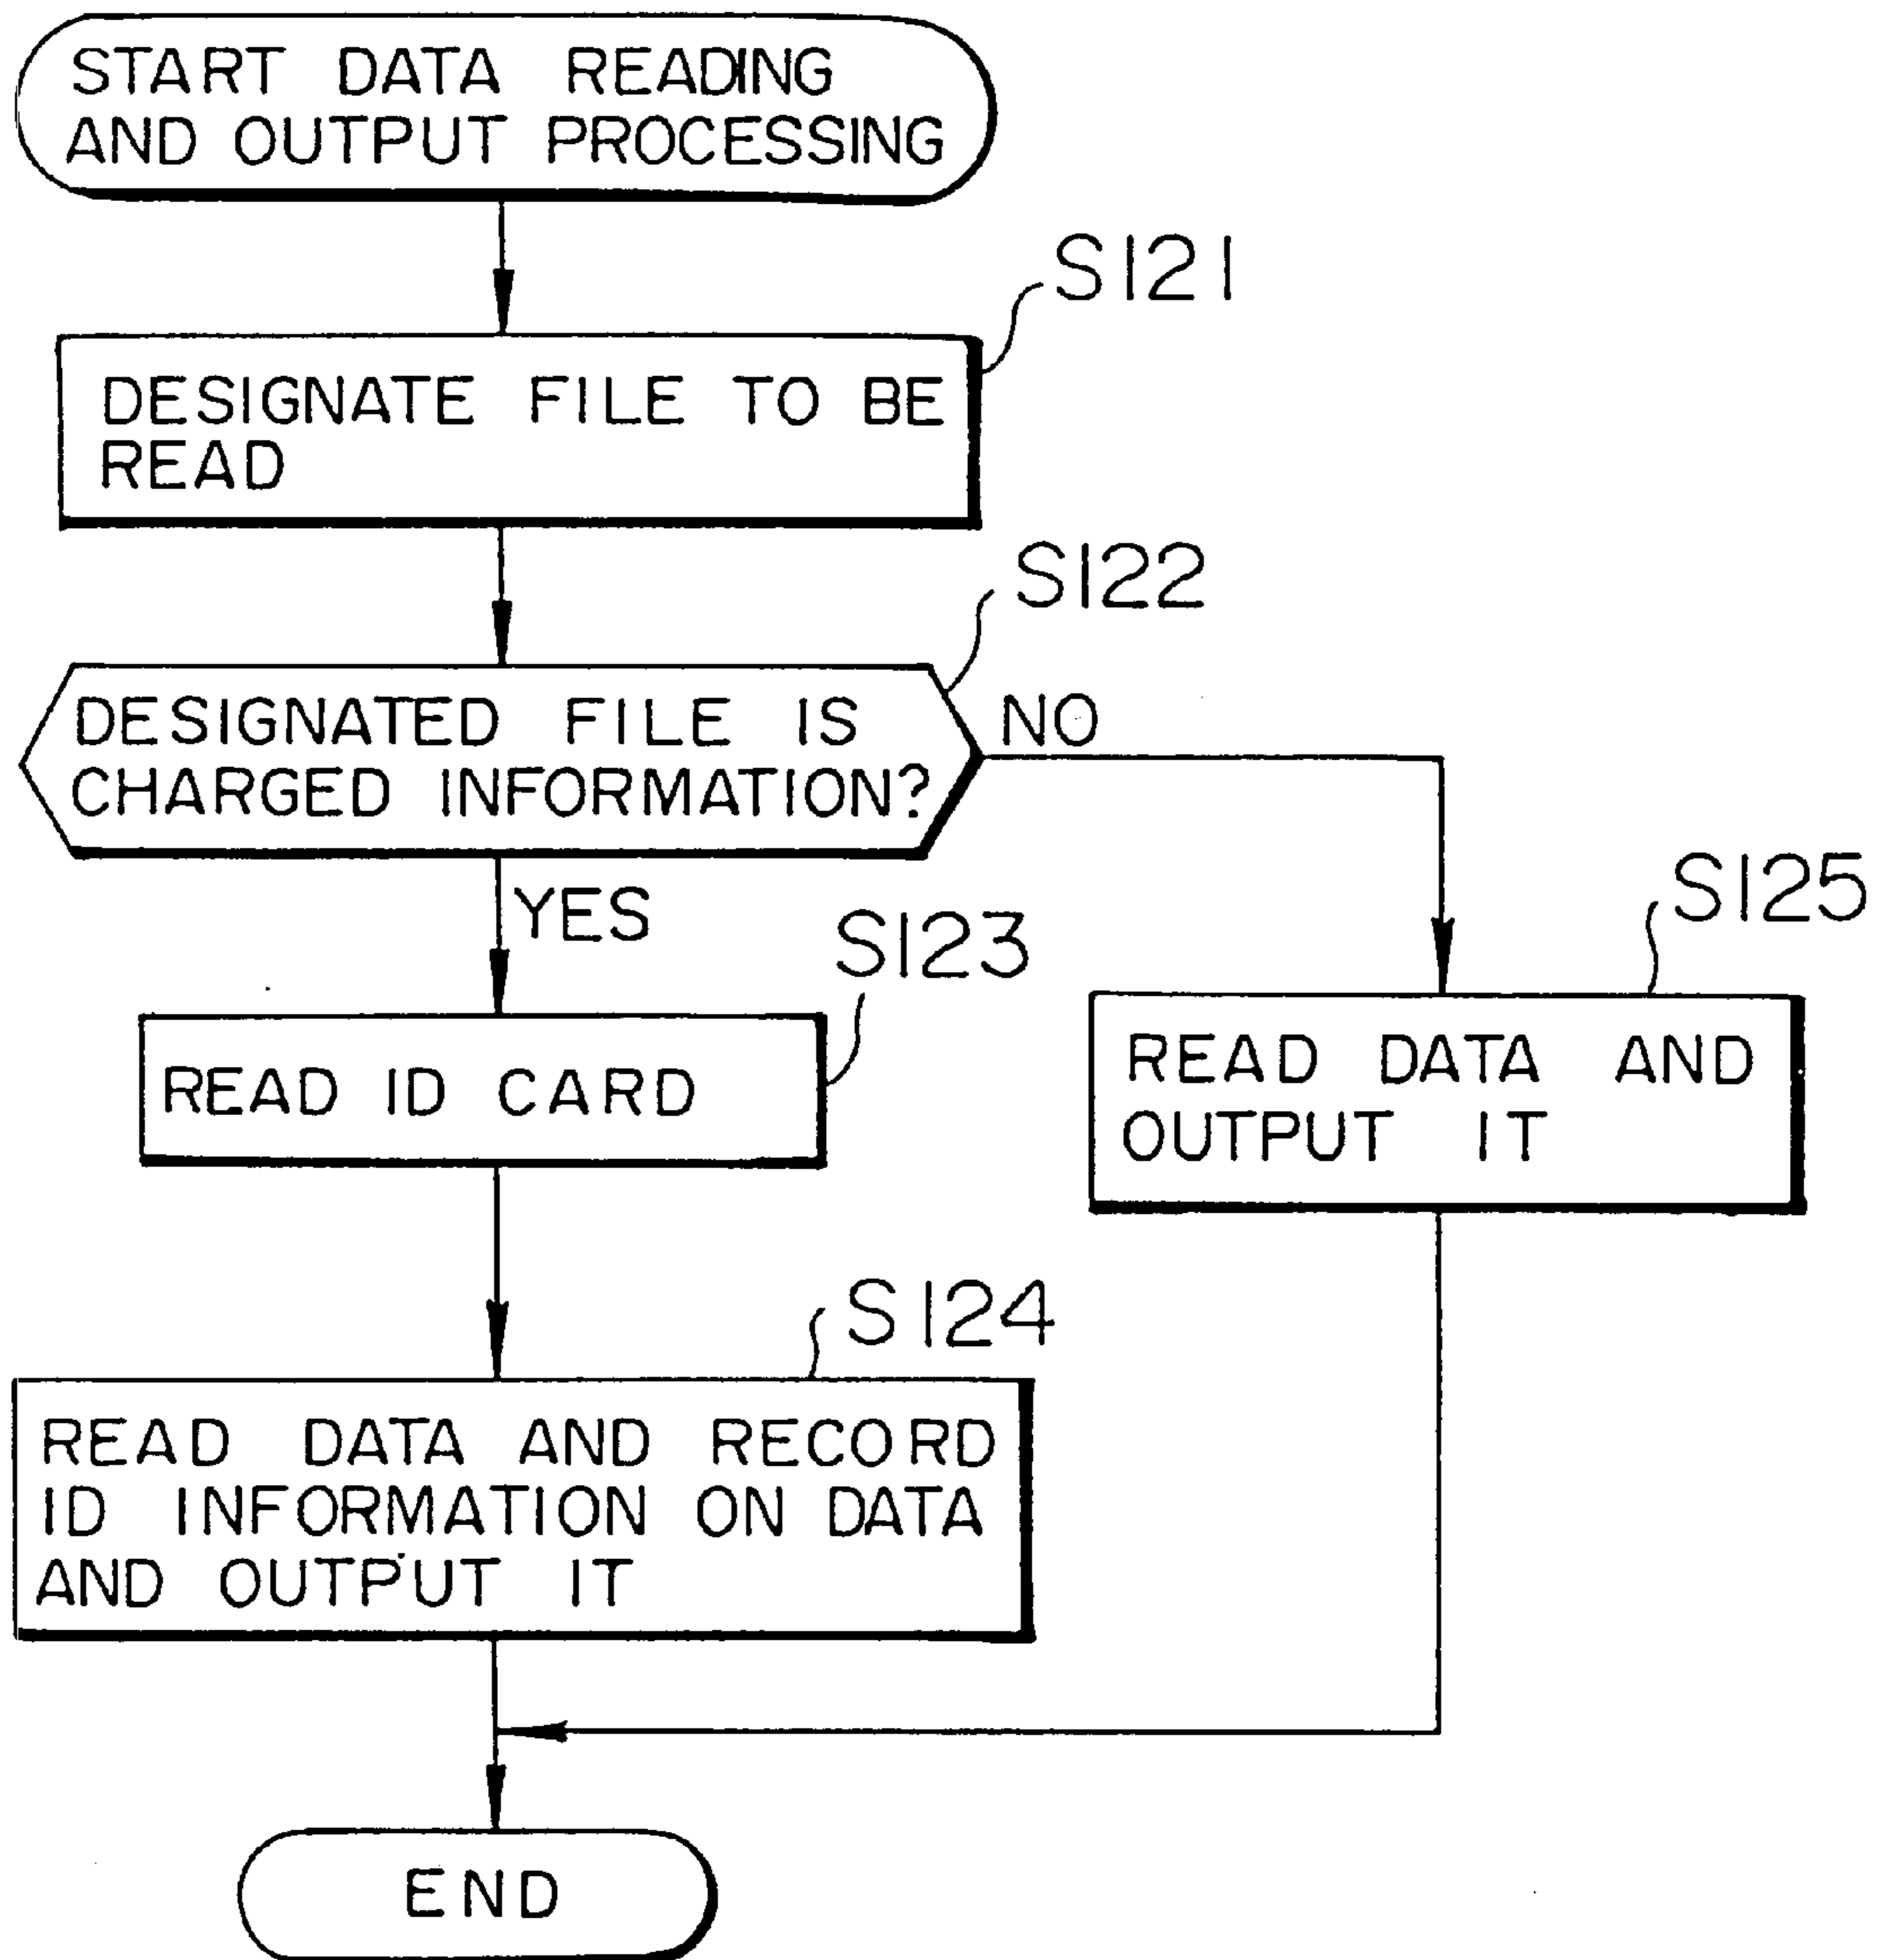 START DATA READING
AND OUTPUT PROCESSING
S121
DESIGNATE FILE TO BE
READ
S122
DESIGNATED FILE IS
CHARGED INFORMATION?
NO
YES
S123
S125
READ ID CARD
READ DATA AND
OUTPUT IT
S124
READ DATA AND RECORD
ID INFORMATION ON DATA
AND OUTPUT IT
END